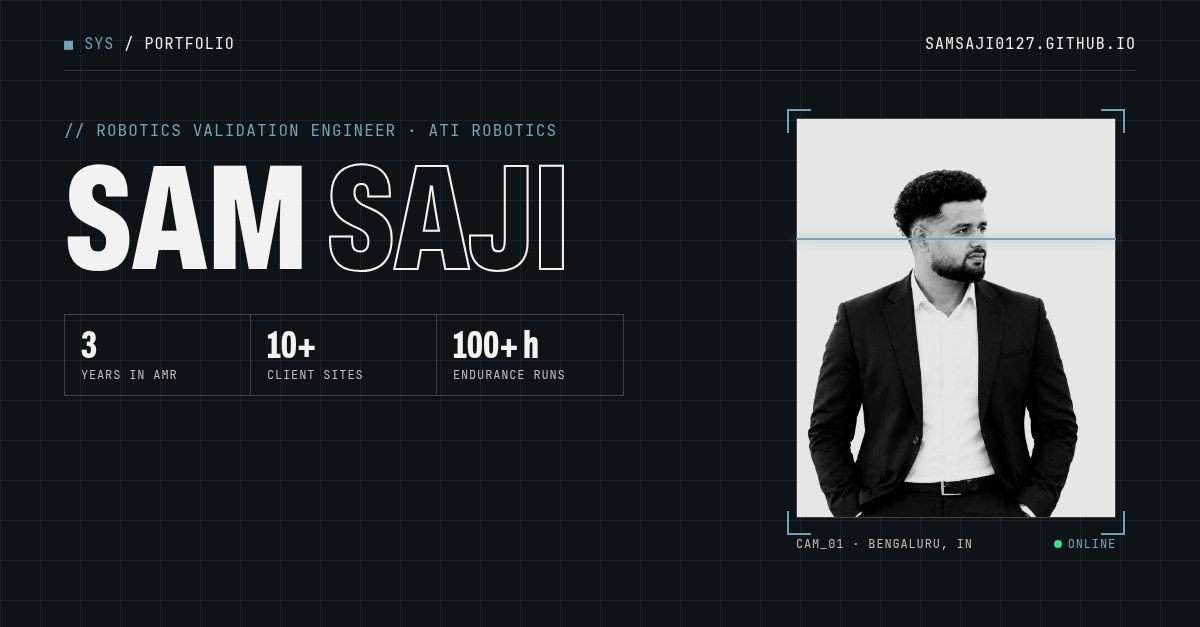 SYS / PORTFOLIO
SAMSAJI0127.GITHUB.IO
// ROBOTICS VALIDATION ENGINEER · ATI ROBOTICS
SAM SAJI
3
YEARS IN AMR
10+
CLIENT SITES
100+ h
ENDURANCE RUNS
CAM_01 · BENGALURU, IN
ONLINE